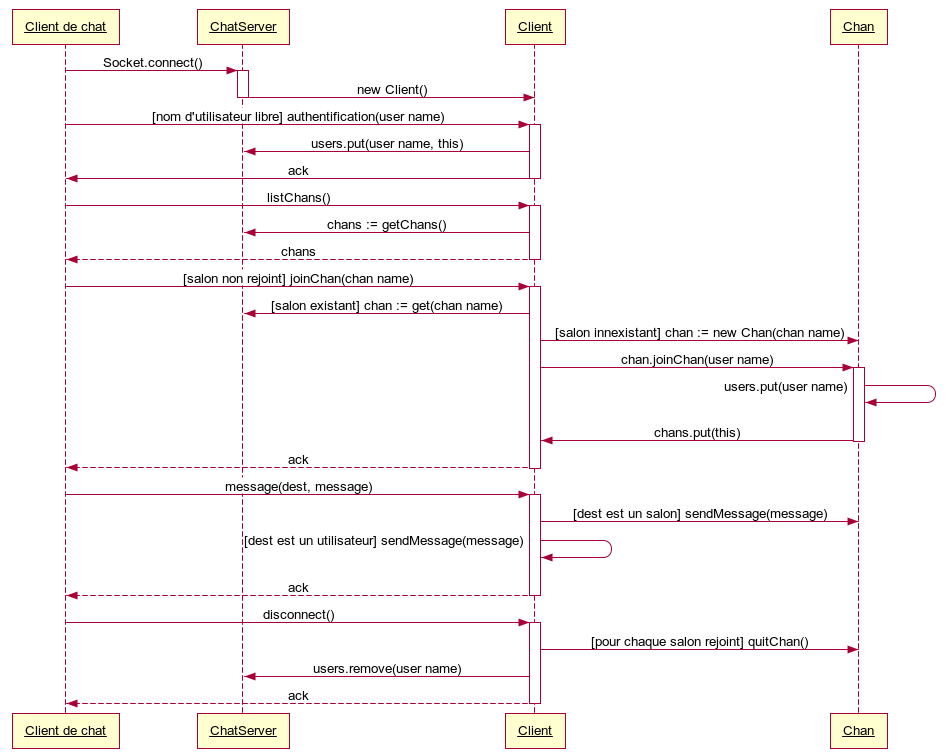 Client de chat
ChatServer
Client
Chan
Socket.connect()
new Client()
[nom d'utilisateur libre] authentification(user name)
users.put(user name, this)
ack
listChans()
chans := getChans()
chans
[salon non rejoint] joinChan(chan name)
[salon existant] chan := get(chan name)
[salon innexistant] chan := new Chan(chan name)
chan.joinChan(user name)
users.put(user name)
chans.put(this)
ack
message(dest, message)
[dest est un salon] sendMessage(message)
[dest est un utilisateur] sendMessage(message)
ack
disconnect()
[pour chaque salon rejoint] quitChan()
users.remove(user name)
ack
Client de chat
ChatServer
Client
Chan